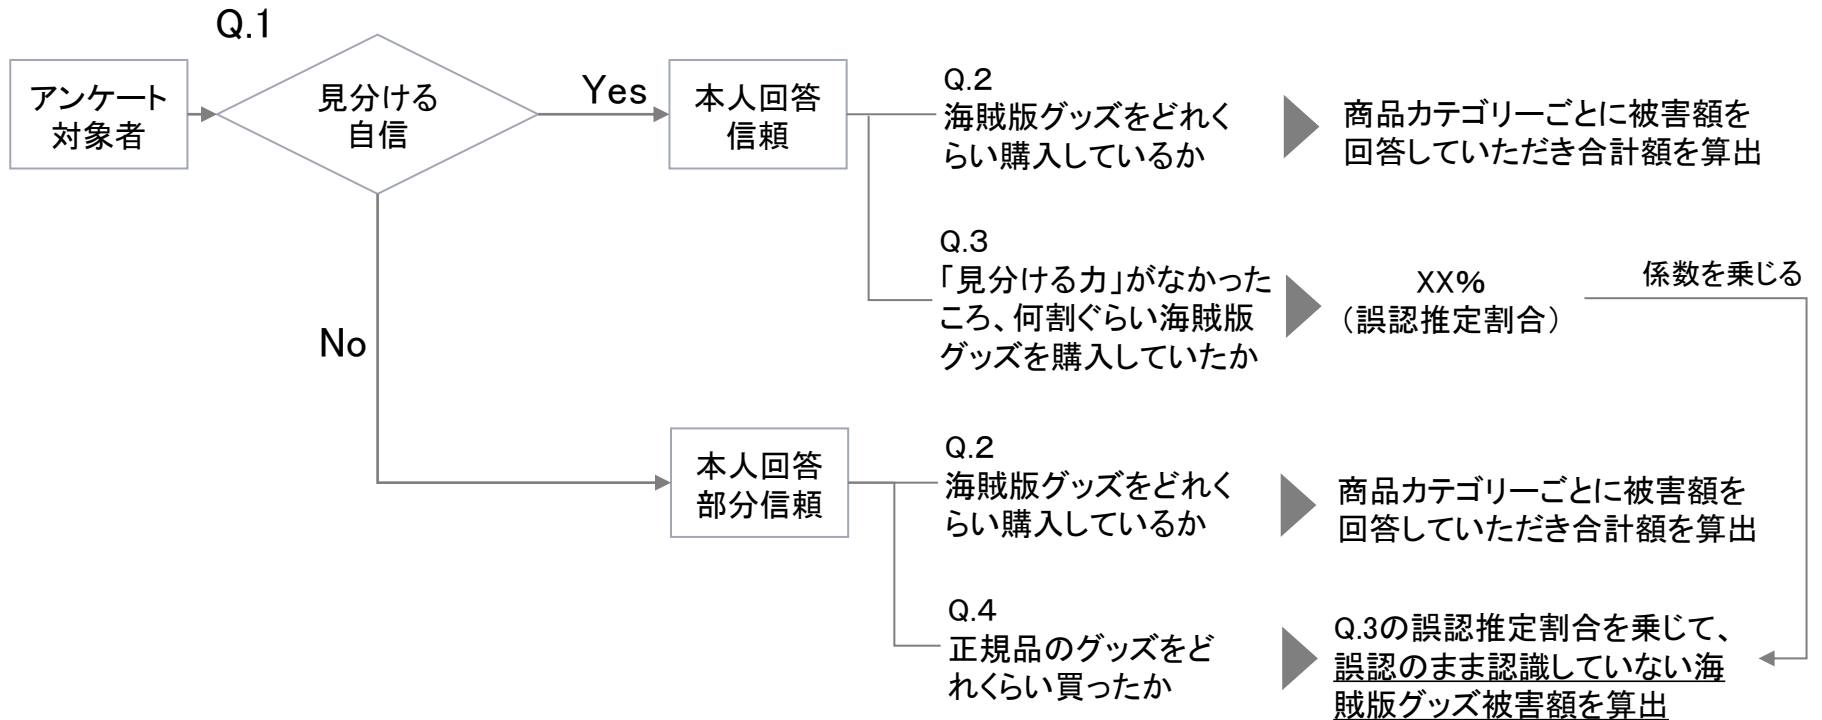 Q.1
アンケート
対象者
見分ける
自信
Yes
本人回答
信頼
Q.2
海賊版グッズをどれく
らい購入しているか
商品カテゴリーごとに被害額を
回答していただき合計額を算出
Q.3
「見分ける力」がなかった
ころ、何割ぐらい海賊版
グッズを購入していたか
XX%
（誤認推定割合）
係数を乗じる
No
本人回答
部分信頼
Q.2
海賊版グッズをどれく
らい購入しているか
商品カテゴリーごとに被害額を
回答していただき合計額を算出
Q.4
正規品のグッズをど
れくらい買ったか
Q.3の誤認推定割合を乗じて、
誤認のまま認識していない海
賊版グッズ被害額を算出